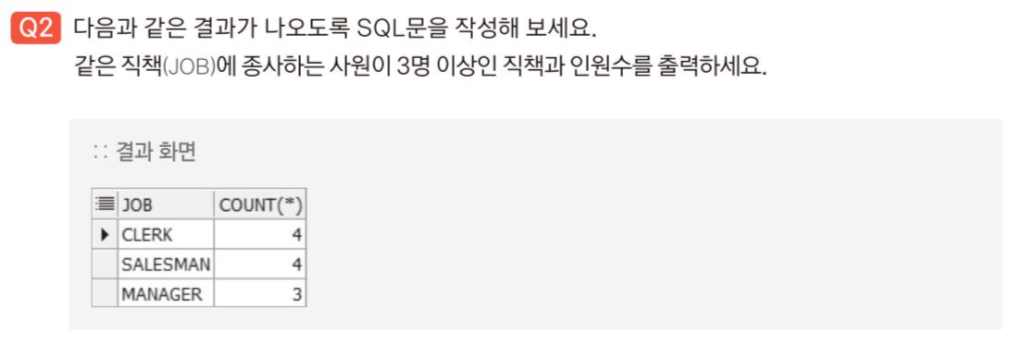 Q2 다음과 같은 결과가 나오도록 SQL문을 작성해 보세요.
같은 직책(JOB)에 종사하는 사원이 3명 이상인 직책과 인원수를 출력하세요.
:: 결과 화면
JOB COUNT(*)
CLERK 4
SALESMAN 4
MANAGER 3